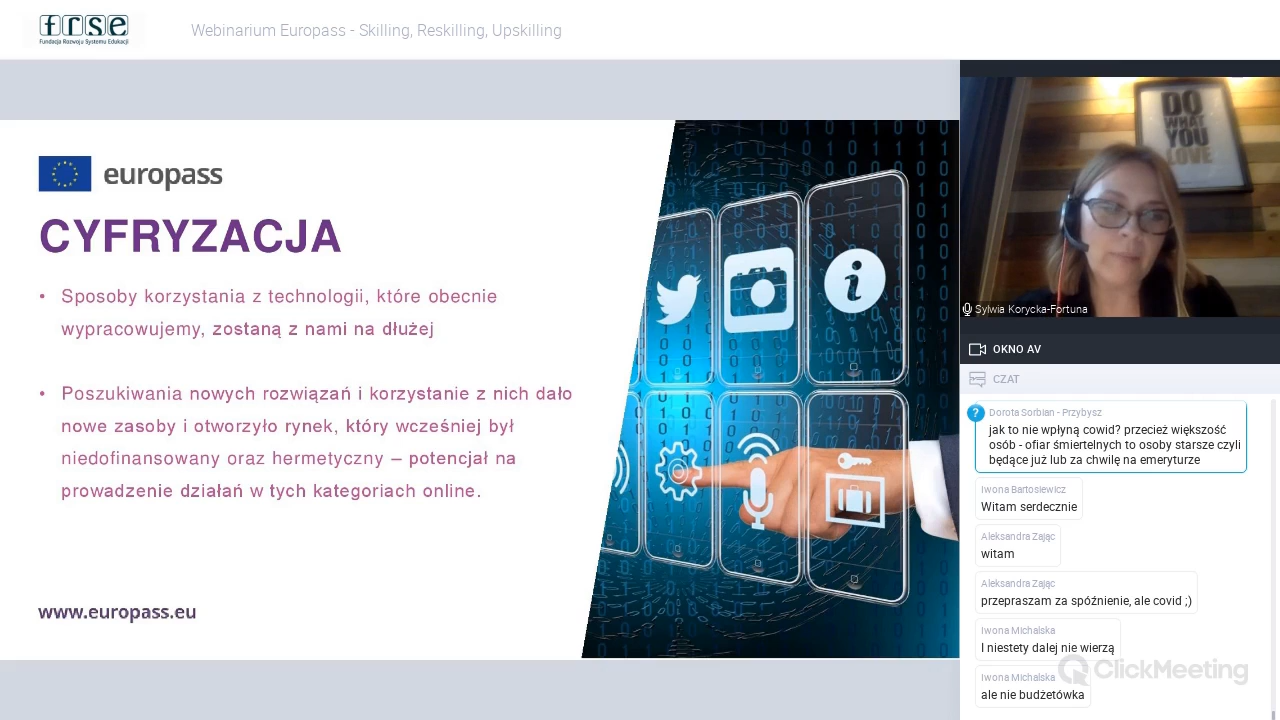 frse
Fundacja Rozwoju Systemu Edukacji
Webinarium Europass - Skilling, Reskilling, Upskilling
europass
CYFRYZACJA
• Sposoby korzystania z technologii, które obecnie
wypracowujemy, zostaną z nami na dłużej
• Poszukiwania nowych rozwiązań i korzystanie z nich dało
nowe zasoby i otworzyło rynek, który wcześniej był
niedofinansowany oraz hermetyczny – potencjał na
prowadzenie działań w tych kategoriach online.
www.europass.eu
DO
WHAT
YOU
LOVE
Sylwia Korycka-Fortuna
OKNO AV
CZAT
?
Dorota Sorbian - Przybysz
jak to nie wpłyną cowid? przecież większość
osób - ofiar śmiertelnych to osoby starsze czyli
będące już lub za chwilę na emeryturze
Iwona Bartosiewicz
Witam serdecznie
Aleksandra Zając
witam
Aleksandra Zając
przepraszam za spóźnienie, ale covid ;)
Iwona Michalska
I niestety dalej nie wierzą
Iwona Michalska
ale nie budżetówka
ClickMeeting